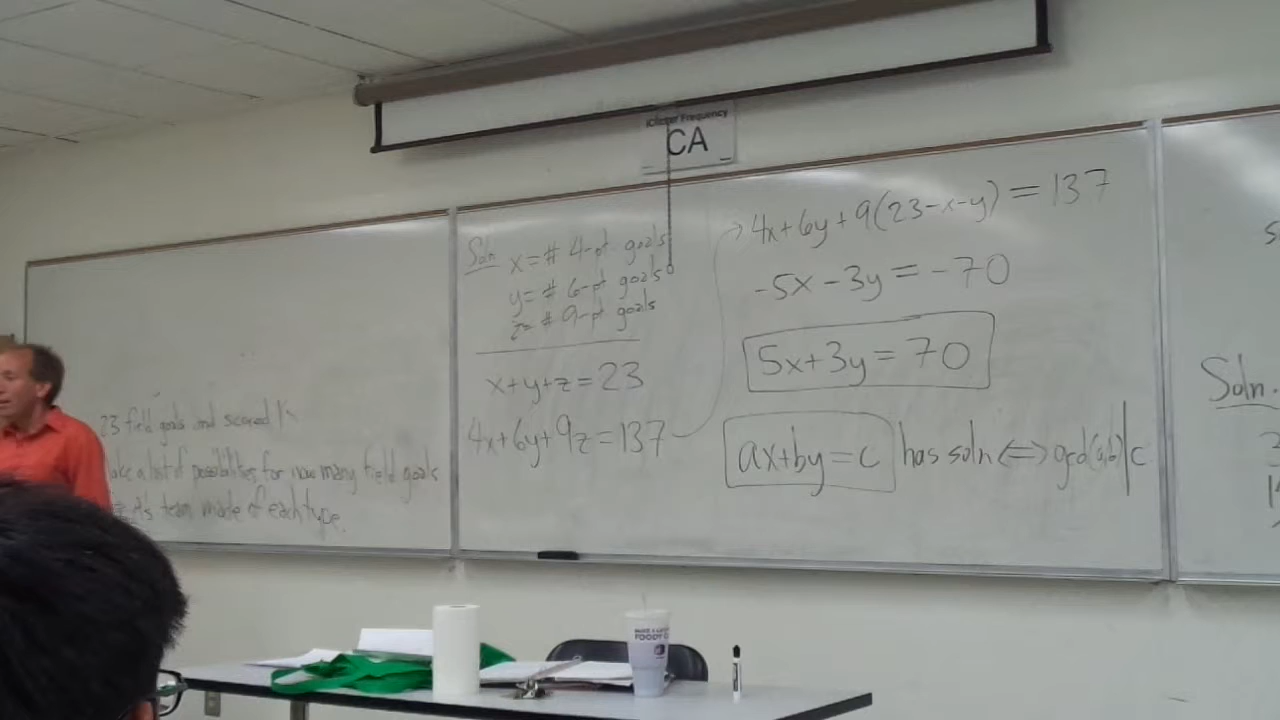 iClicker Frequency
CA
23 field goals and scored
a list of possibilities for how many field goals
A's team made of each type.
Soln
x = # 4-pt goals
y = # 6-pt goals
z = # 9-pt goals
x+y+z = 23
4x+6y+9z = 137
4x+6y+9(23-x-y) = 137
-5x-3y = -70
5x+3y = 70
ax+by = c has soln ⇔ gcd(a,b)|c
Soln.